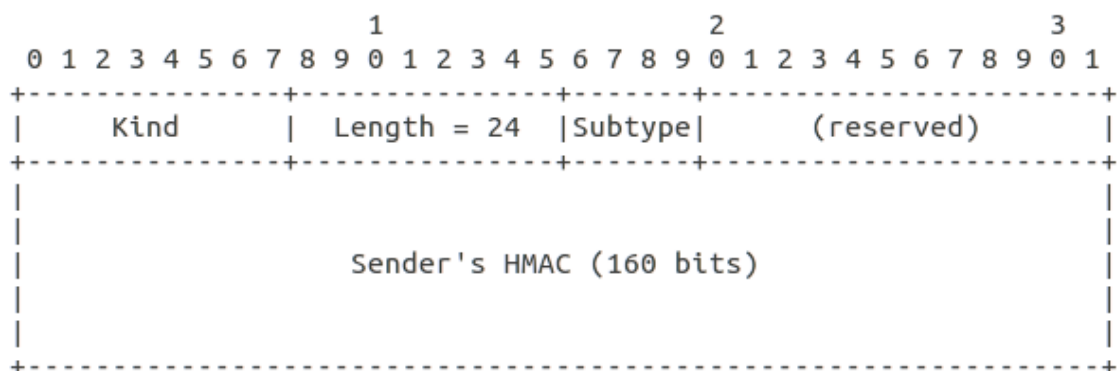 1                   2                   3
 0 1 2 3 4 5 6 7 8 9 0 1 2 3 4 5 6 7 8 9 0 1 2 3 4 5 6 7 8 9 0 1
+---------------+---------------+-------+-----------------------+
|     Kind      |  Length = 24  |Subtype|      (reserved)       |
+---------------+---------------+-------+-----------------------+
|                                                               |
|                                                               |
|                   Sender's HMAC (160 bits)                    |
|                                                               |
|                                                               |
+---------------------------------------------------------------+